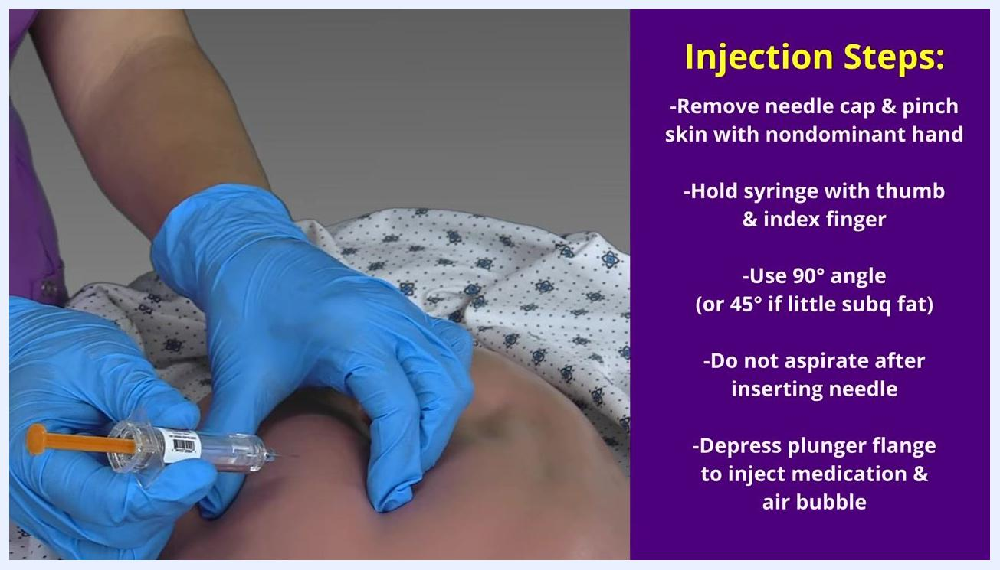 Injection Steps:
-Remove needle cap & pinch
skin with nondominant hand
-Hold syringe with thumb
& index finger
-Use 90° angle
(or 45° if little subq fat)
-Do not aspirate after
inserting needle
-Depress plunger flange
to inject medication &
air bubble